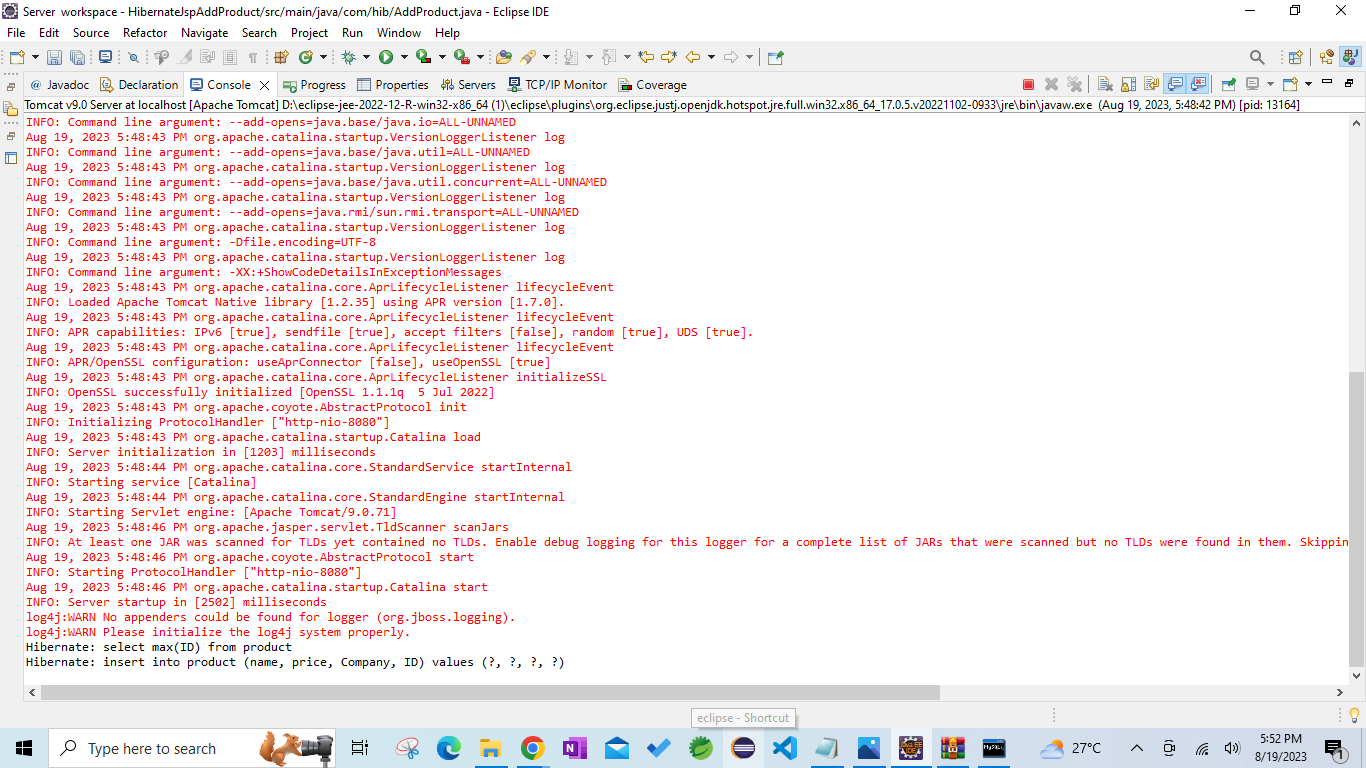 Server workspace - HibernateJspAddProduct/src/main/java/com/hib/AddProduct.java - Eclipse IDE
File Edit Source Refactor Navigate Search Project Run Window Help
@ Javadoc Declaration Console Progress Properties Servers TCP/IP Monitor Coverage
Tomcat v9.0 Server at localhost [Apache Tomcat] D:\eclipse-jee-2022-12-R-win32-x86_64 (1)\eclipse\plugins\org.eclipse.justj.openjdk.hotspot.jre.full.win32.x86_64_17.0.5.v20221102-0933\jre\bin\javaw.exe (Aug 19, 2023, 5:48:42 PM) [pid: 13164]
INFO: Command line argument: --add-opens=java.base/java.io=ALL-UNNAMED
Aug 19, 2023 5:48:43 PM org.apache.catalina.startup.VersionLoggerListener log
INFO: Command line argument: --add-opens=java.base/java.util=ALL-UNNAMED
Aug 19, 2023 5:48:43 PM org.apache.catalina.startup.VersionLoggerListener log
INFO: Command line argument: --add-opens=java.base/java.util.concurrent=ALL-UNNAMED
Aug 19, 2023 5:48:43 PM org.apache.catalina.startup.VersionLoggerListener log
INFO: Command line argument: --add-opens=java.rmi/sun.rmi.transport=ALL-UNNAMED
Aug 19, 2023 5:48:43 PM org.apache.catalina.startup.VersionLoggerListener log
INFO: Command line argument: -Dfile.encoding=UTF-8
Aug 19, 2023 5:48:43 PM org.apache.catalina.startup.VersionLoggerListener log
INFO: Command line argument: -XX:+ShowCodeDetailsInExceptionMessages
Aug 19, 2023 5:48:43 PM org.apache.catalina.core.AprLifecycleListener lifecycleEvent
INFO: Loaded Apache Tomcat Native library [1.2.35] using APR version [1.7.0].
Aug 19, 2023 5:48:43 PM org.apache.catalina.core.AprLifecycleListener lifecycleEvent
INFO: APR capabilities: IPv6 [true], sendfile [true], accept filters [false], random [true], UDS [true].
Aug 19, 2023 5:48:43 PM org.apache.catalina.core.AprLifecycleListener lifecycleEvent
INFO: APR/OpenSSL configuration: useAprConnector [false], useOpenSSL [true]
Aug 19, 2023 5:48:43 PM org.apache.catalina.core.AprLifecycleListener initializeSSL
INFO: OpenSSL successfully initialized [OpenSSL 1.1.1q  5 Jul 2022]
Aug 19, 2023 5:48:43 PM org.apache.coyote.AbstractProtocol init
INFO: Initializing ProtocolHandler ["http-nio-8080"]
Aug 19, 2023 5:48:43 PM org.apache.catalina.startup.Catalina load
INFO: Server initialization in [1203] milliseconds
Aug 19, 2023 5:48:44 PM org.apache.catalina.core.StandardService startInternal
INFO: Starting service [Catalina]
Aug 19, 2023 5:48:44 PM org.apache.catalina.core.StandardEngine startInternal
INFO: Starting Servlet engine: [Apache Tomcat/9.0.71]
Aug 19, 2023 5:48:46 PM org.apache.jasper.servlet.TldScanner scanJars
INFO: At least one JAR was scanned for TLDs yet contained no TLDs. Enable debug logging for this logger for a complete list of JARs that were scanned but no TLDs were found in them. Skippin
Aug 19, 2023 5:48:46 PM org.apache.coyote.AbstractProtocol start
INFO: Starting ProtocolHandler ["http-nio-8080"]
Aug 19, 2023 5:48:46 PM org.apache.catalina.startup.Catalina start
INFO: Server startup in [2502] milliseconds
log4j:WARN No appenders could be found for logger (org.jboss.logging).
log4j:WARN Please initialize the log4j system properly.
Hibernate: select max(ID) from product
Hibernate: insert into product (name, price, Company, ID) values (?, ?, ?, ?)
eclipse - Shortcut
Type here to search
27°C
5:52 PM
8/19/2023
1